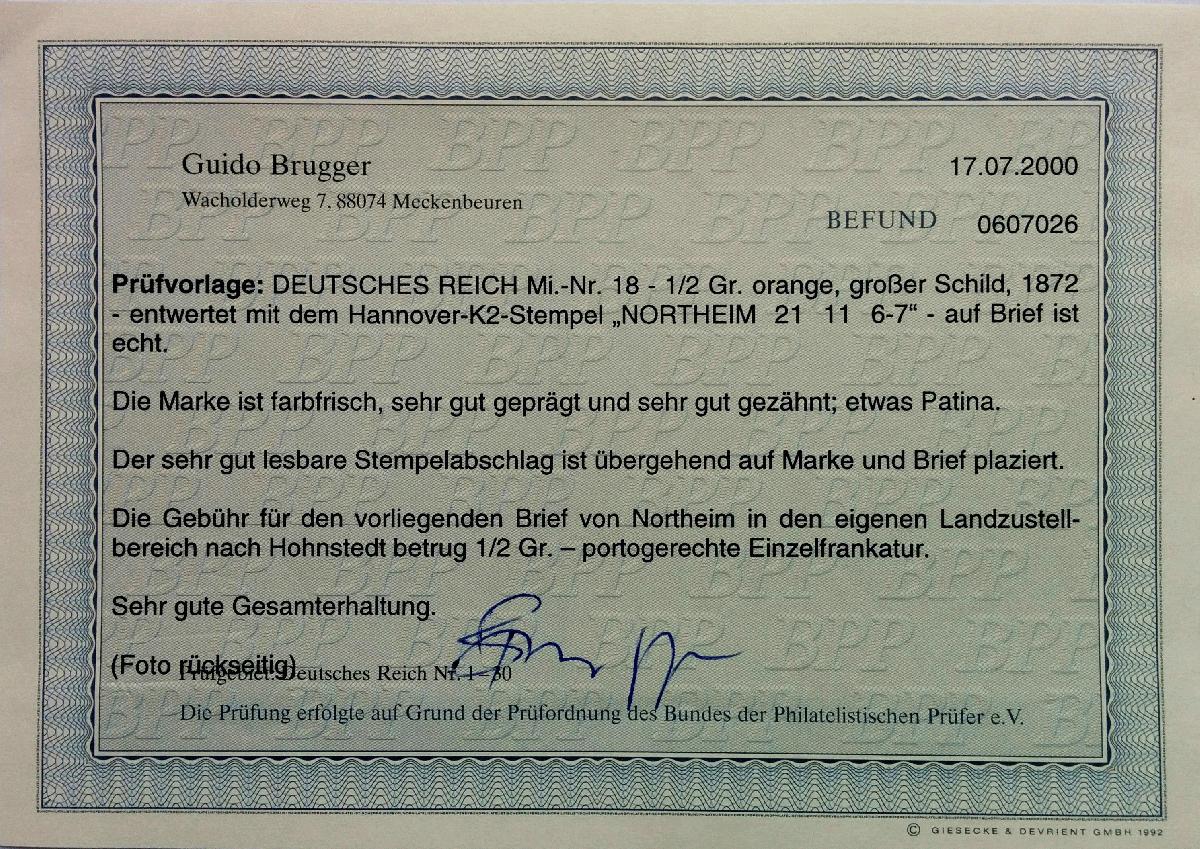 Guido Brugger
17.07.2000
Wacholderweg 7, 88074 Meckenbeuren
BEFUND 0607026
Prüfvorlage: DEUTSCHES REICH Mi.-Nr. 18 - 1/2 Gr. orange, großer Schild, 1872
- entwertet mit dem Hannover-K2-Stempel „NORTHEIM 21 11 6-7“ - auf Brief ist
echt.
Die Marke ist farbfrisch, sehr gut geprägt und sehr gut gezähnt; etwas Patina.
Der sehr gut lesbare Stempelabschlag ist übergehend auf Marke und Brief plaziert.
Die Gebühr für den vorliegenden Brief von Northeim in den eigenen Landzustell-
bereich nach Hohnstedt betrug 1/2 Gr. – portogerechte Einzelfrankatur.
Sehr gute Gesamterhaltung.
(Foto rückseitig)
Prüfgebiet: Deutsches Reich Nr. 1–30
Die Prüfung erfolgte auf Grund der Prüfordnung des Bundes der Philatelistischen Prüfer e.V.
© GIESECKE & DEVRIENT GMBH 1992